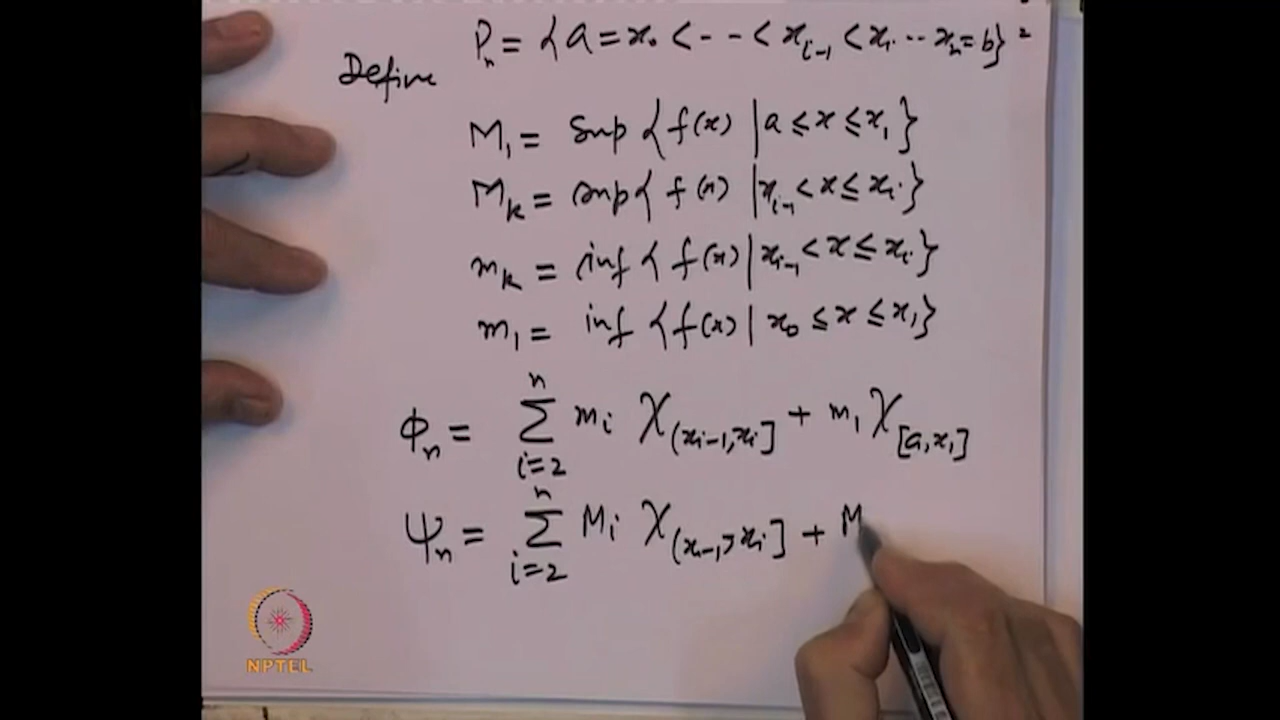 P_n = { a = x_0 < -- < x_{i-1} < x_i ... x_n = b }
Define
M_1 = Sup { f(x) | a ≤ x ≤ x_1 }
M_k = sup { f(x) | x_{i-1} < x ≤ x_i }
m_k = inf { f(x) | x_{i-1} < x ≤ x_i }
m_1 = inf { f(x) | x_0 ≤ x ≤ x_1 }
ϕ_n = Σ_{i=2}^{n} m_i χ_{(x_{i-1}, x_i]} + m_1 χ_{[a, x_1]}
ψ_n = Σ_{i=2}^{n} M_i χ_{(x_{i-1}, x_i]} + M
NPTEL